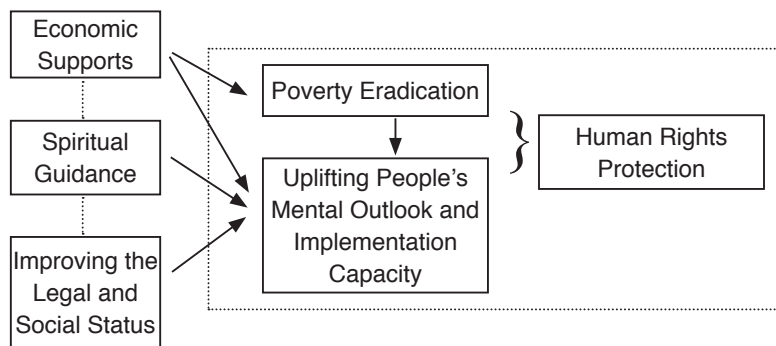 Economic
Supports
Spiritual
Guidance
Improving the
Legal and
Social Status
Poverty Eradication
Uplifting People's
Mental Outlook and
Implementation
Capacity
Human Rights
Protection